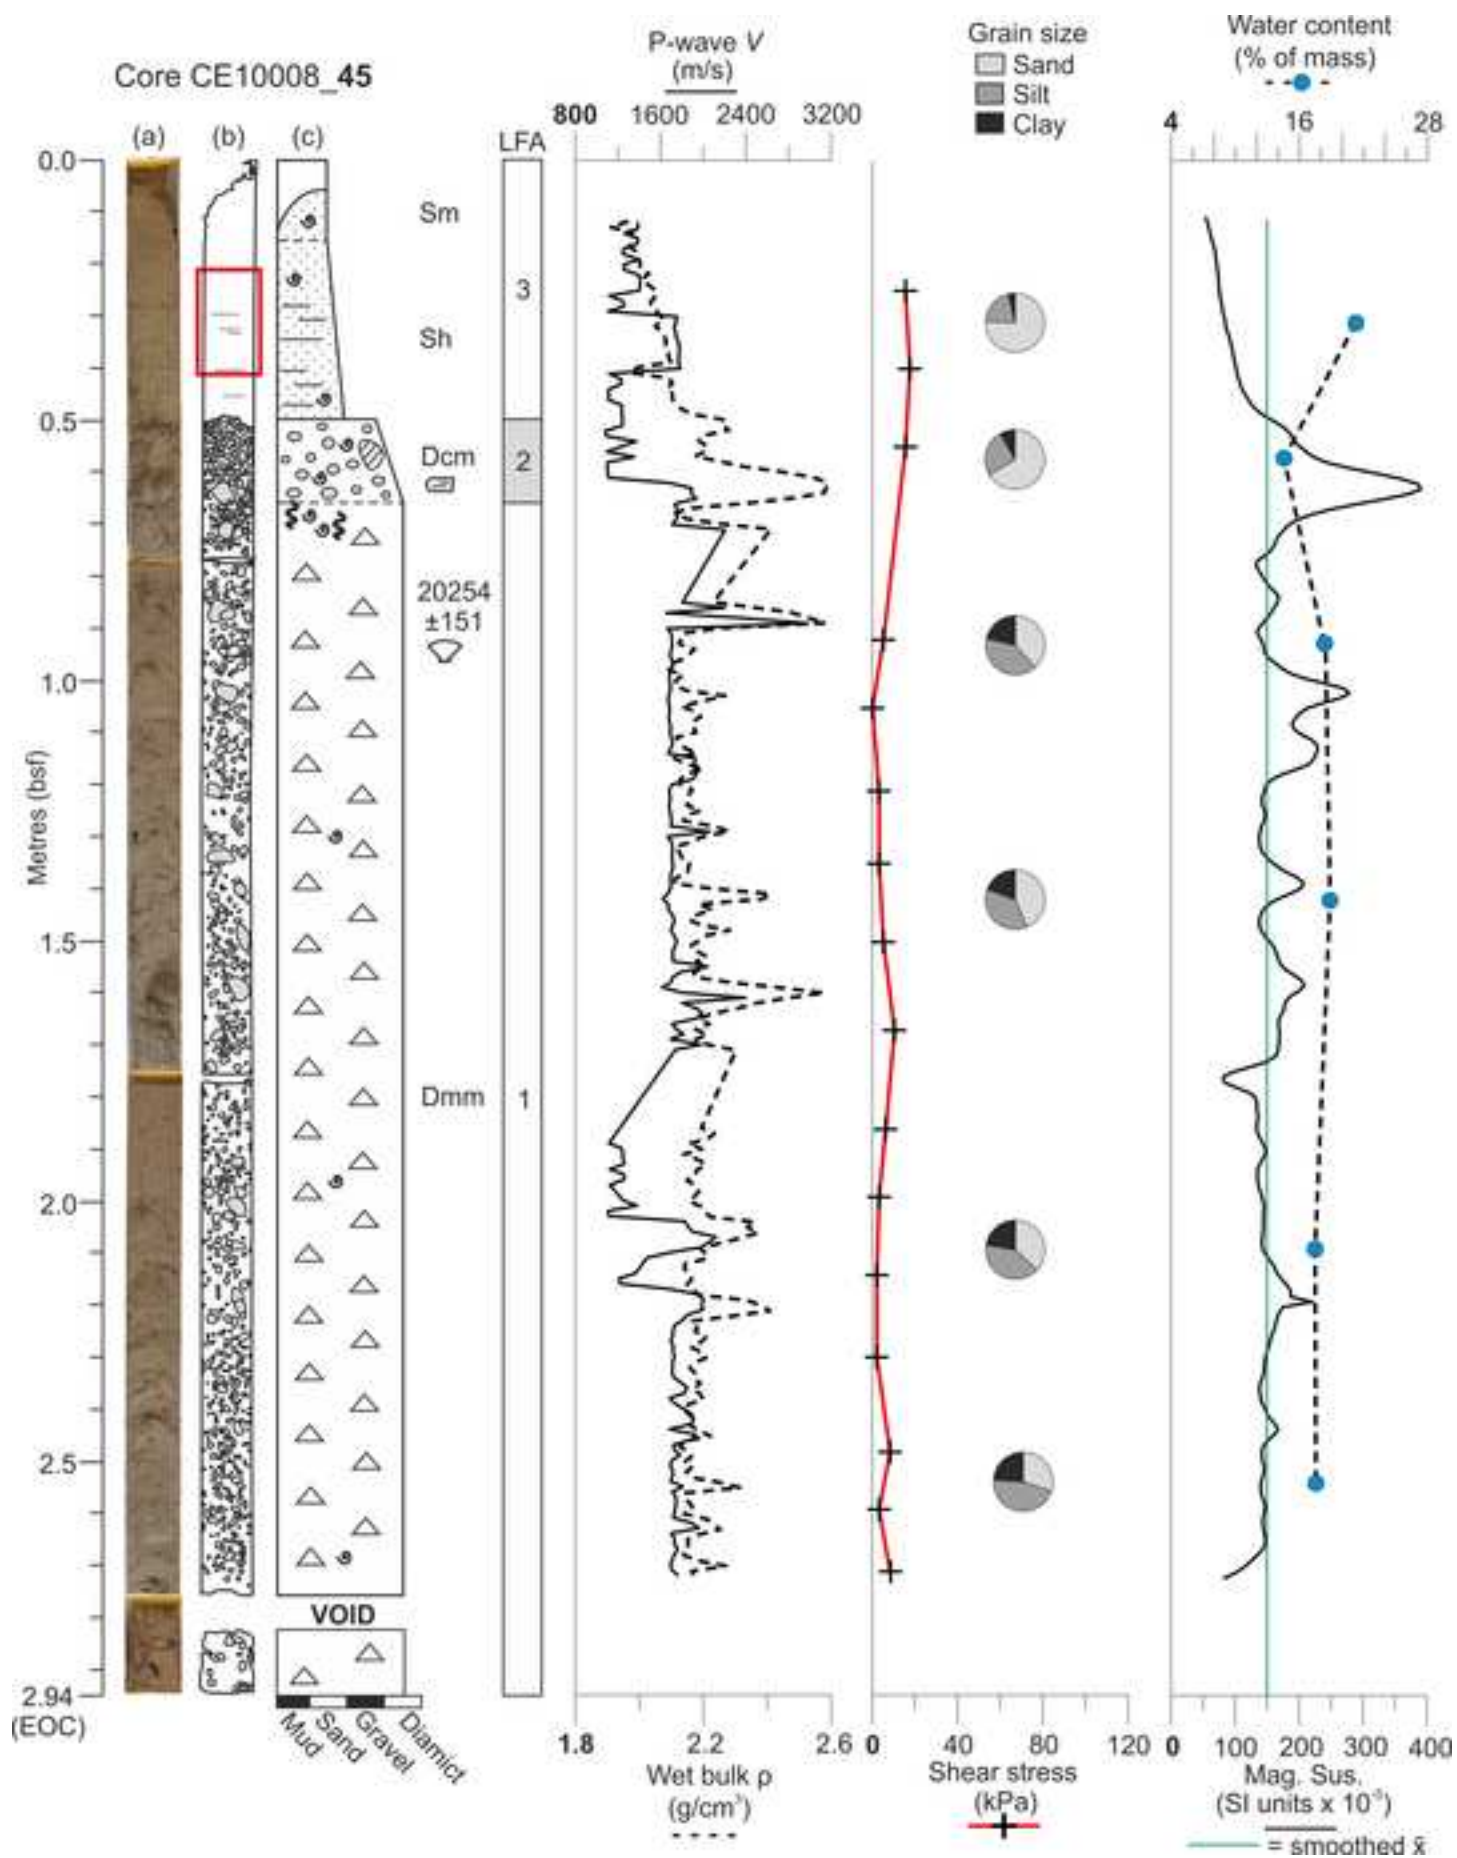 Core CE10008_45
(a)
(b)
(c)
LFA
P-wave V
(m/s)
800
1600
2400
3200
Grain size
Sand
Silt
Clay
Water content
(% of mass)
4
16
28
Metres (bsf)
0.0
0.5
1.0
1.5
2.0
2.5
2.94
(EOC)
Sm
Sh
Dcm
20254
±151
Dmm
3
2
1
VOID
Mud
Sand
Gravel
Diamict
1.8
2.2
2.6
Wet bulk ρ
(g/cm³)
0
40
80
120
Shear stress
(kPa)
0
100
200
300
400
Mag. Sus.
(SI units x 10⁻⁵)
= smoothed x̄